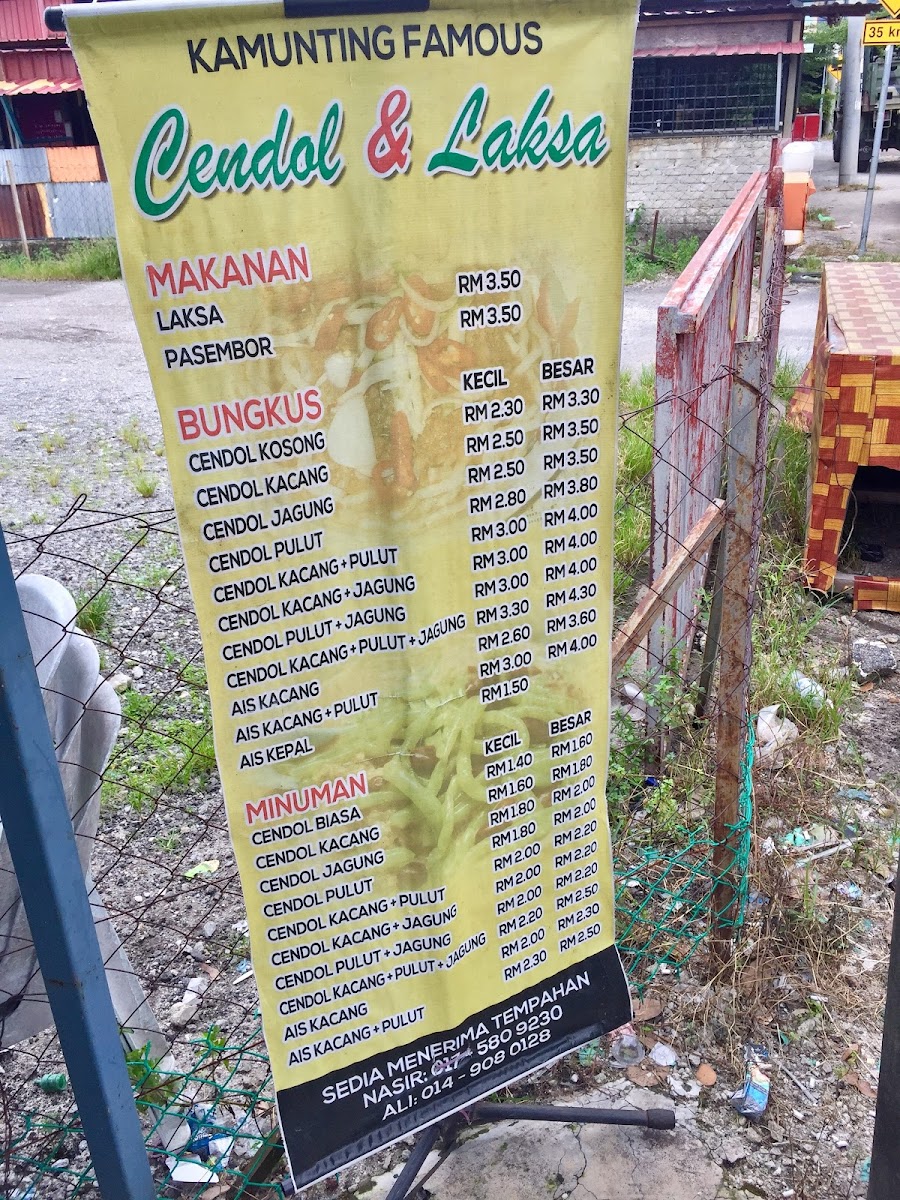 KAMUNTING FAMOUS
Cendol & Laksa
MAKANAN
LAKSA RM 3.50
PASEMBOR RM 3.50
BUNGKUS KECIL BESAR
CENDOL KOSONG RM 2.30 RM 3.30
CENDOL KACANG RM 2.50 RM 3.50
CENDOL JAGUNG RM 2.50 RM 3.50
CENDOL PULUT RM 2.80 RM 3.80
CENDOL KACANG + PULUT RM 3.00 RM 4.00
CENDOL KACANG + JAGUNG RM 3.00 RM 4.00
CENDOL PULUT + JAGUNG RM 3.00 RM 4.00
CENDOL KACANG + PULUT + JAGUNG RM 3.30 RM 4.30
AIS KACANG RM 2.60 RM 3.60
AIS KACANG + PULUT RM 3.00 RM 4.00
AIS KEPAL RM 1.50
MINUMAN KECIL BESAR
CENDOL BIASA RM 1.40 RM 1.60
CENDOL KACANG RM 1.60 RM 1.80
CENDOL JAGUNG RM 1.80 RM 2.00
CENDOL PULUT RM 1.80 RM 2.00
CENDOL KACANG + PULUT RM 2.00 RM 2.20
CENDOL KACANG + JAGUNG RM 2.00 RM 2.20
CENDOL PULUT + JAGUNG RM 2.00 RM 2.20
CENDOL KACANG + PULUT + JAGUNG RM 2.20 RM 2.50
AIS KACANG RM 2.00 RM 2.30
AIS KACANG + PULUT RM 2.30 RM 2.50
SEDIA MENERIMA TEMPAHAN
NASIR: 017 - 580 9230
ALI: 014 - 908 0128
35 km